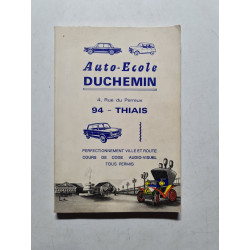 Auto-Ecole
DUCHEMIN
4, Rue du Perreux
94 - THIAIS
PERFECTIONNEMENT VILLE ET ROUTE
COURS DE CODE AUDIO-VISUEL
TOUS PERMIS